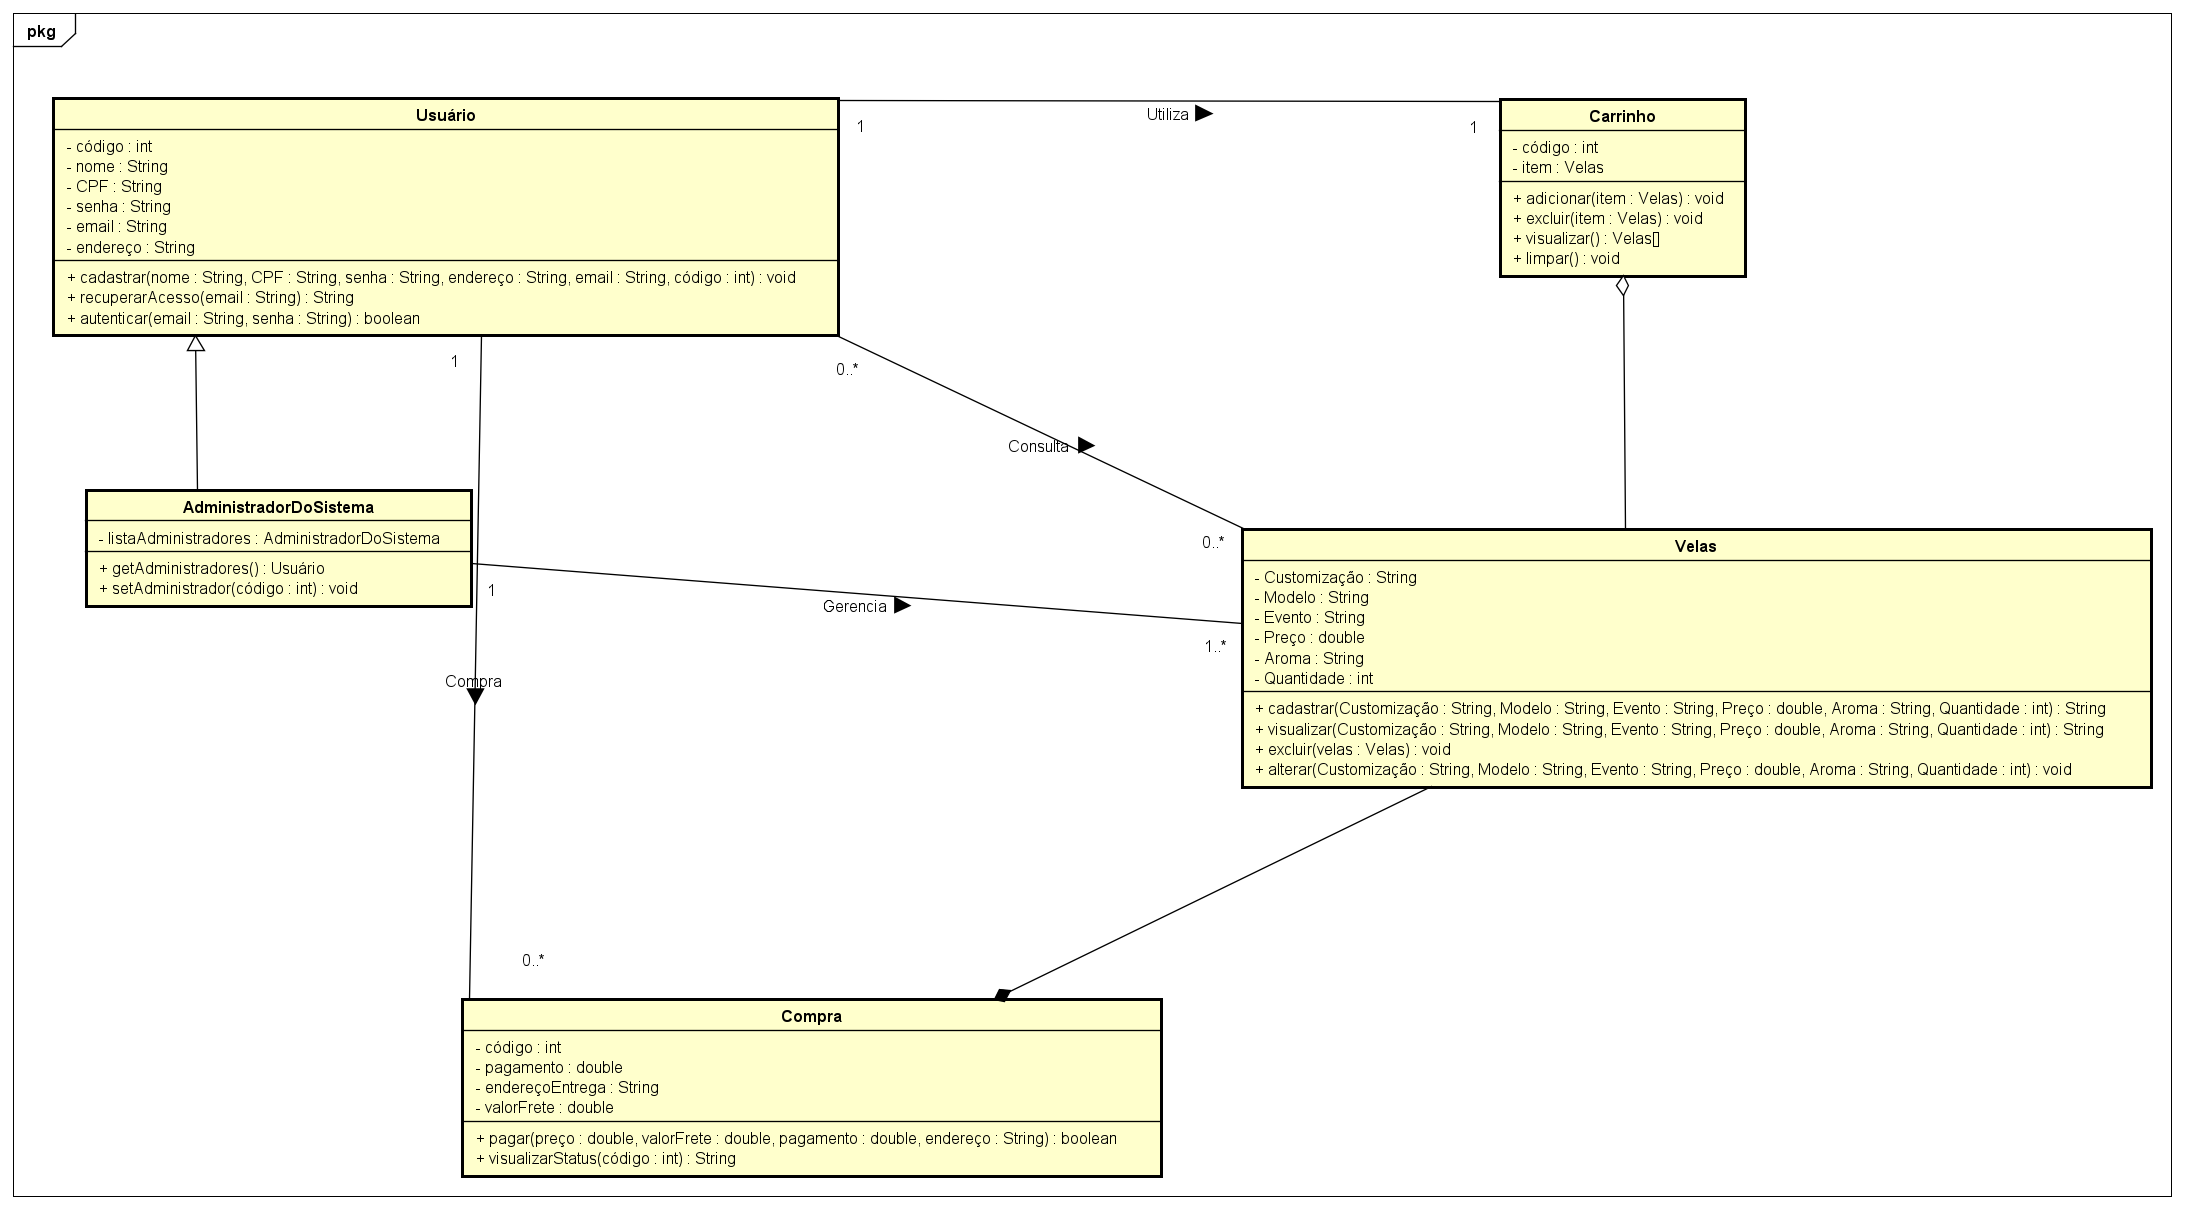 pkg
Usuário
- código : int
- nome : String
- CPF : String
- senha : String
- email : String
- endereço : String
+ cadastrar(nome : String, CPF : String, senha : String, endereço : String, email : String, código : int) : void
+ recuperarAcesso(email : String) : String
+ autenticar(email : String, senha : String) : boolean
1
Utiliza
1
Carrinho
- código : int
- item : Velas
+ adicionar(item : Velas) : void
+ excluir(item : Velas) : void
+ visualizar() : Velas[]
+ limpar() : void
1
0..*
Consulta
0..*
AdministradorDoSistema
- listaAdministradores : AdministradorDoSistema
+ getAdministradores() : Usuário
+ setAdministrador(código : int) : void
1
Gerencia
1..*
Velas
- Customização : String
- Modelo : String
- Evento : String
- Preço : double
- Aroma : String
- Quantidade : int
+ cadastrar(Customização : String, Modelo : String, Evento : String, Preço : double, Aroma : String, Quantidade : int) : String
+ visualizar(Customização : String, Modelo : String, Evento : String, Preço : double, Aroma : String, Quantidade : int) : String
+ excluir(velas : Velas) : void
+ alterar(Customização : String, Modelo : String, Evento : String, Preço : double, Aroma : String, Quantidade : int) : void
Compra
0..*
Compra
- código : int
- pagamento : double
- endereçoEntrega : String
- valorFrete : double
+ pagar(preço : double, valorFrete : double, pagamento : double, endereço : String) : boolean
+ visualizarStatus(código : int) : String